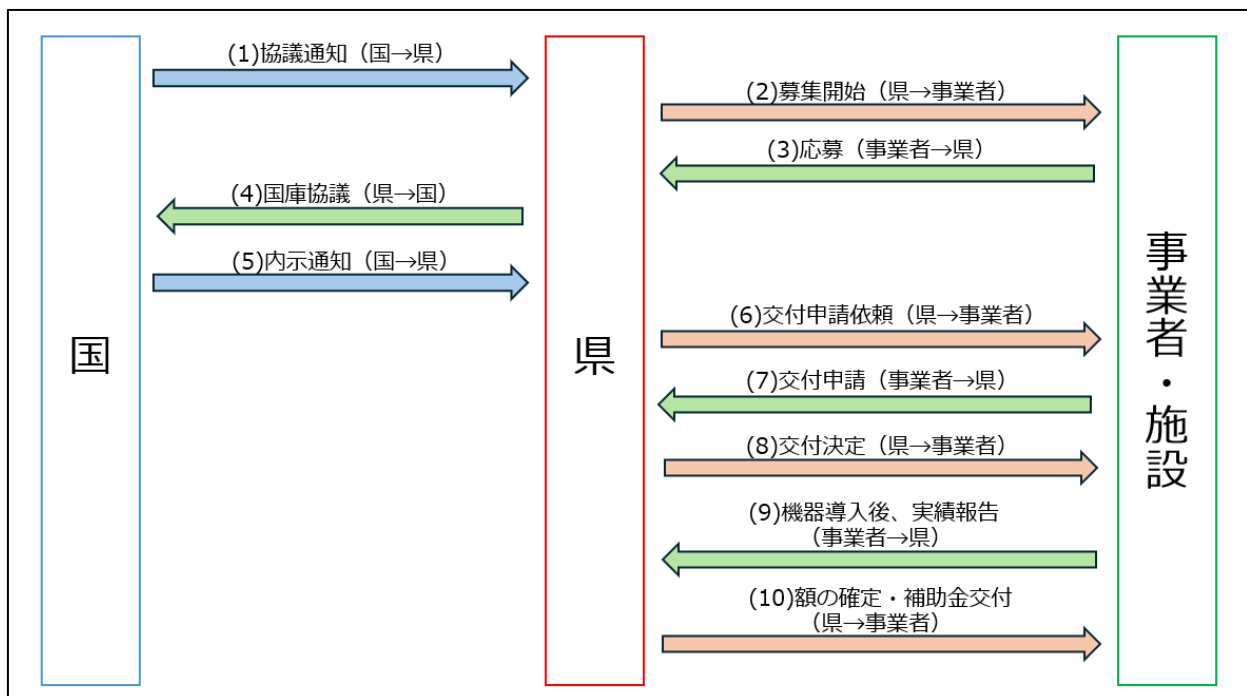 (1)協議通知（国→県）
(2)募集開始（県→事業者）
(3)応募（事業者→県）
(4)国庫協議（県→国）
(5)内示通知（国→県）
(6)交付申請依頼（県→事業者）
(7)交付申請（事業者→県）
(8)交付決定（県→事業者）
(9)機器導入後、実績報告
（事業者→県）
(10)額の確定・補助金交付
（県→事業者）
国
県
事業者・施設